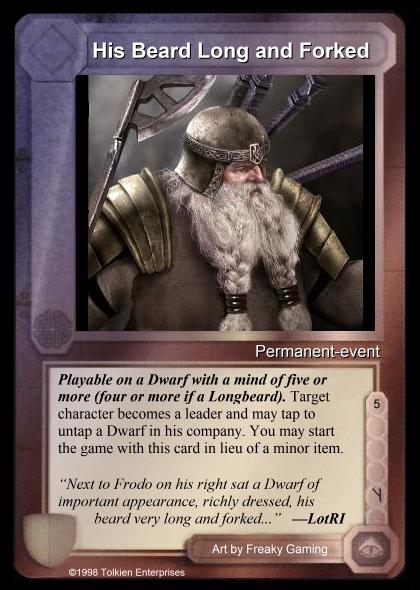 His Beard Long and Forked
Permanent-event
Playable on a Dwarf with a mind of five or
more (four or more if a Longbeard). Target
character becomes a leader and may tap to
untap a Dwarf in his company. You may start
the game with this card in lieu of a minor item.
5
“Next to Frodo on his right sat a Dwarf of
important appearance, richly dressed, his
beard very long and forked...” —LotRI
Art by Freaky Gaming
©1998 Tolkien Enterprises